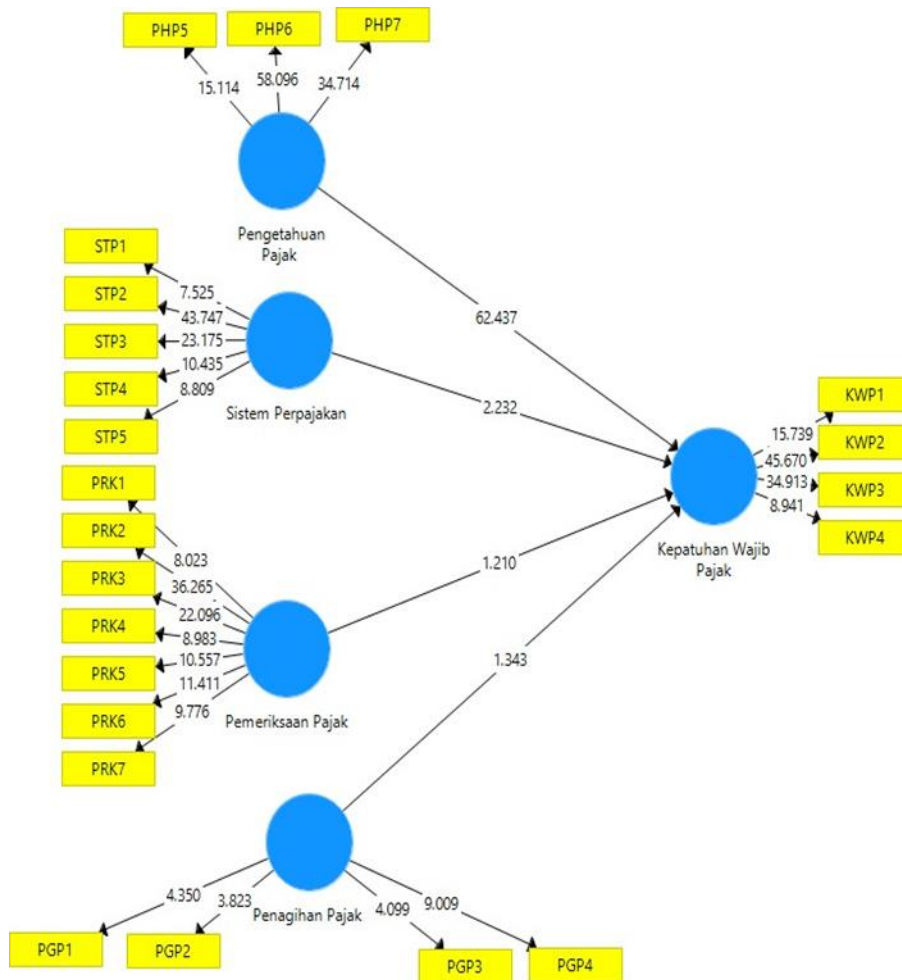 PHP5
PHP6
PHP7
15.114
58.096
34.714
Pengetahuan
Pajak
STP1
STP2
STP3
STP4
STP5
7.525
43.747
23.175
10.435
8.809
Sistem Perpajakan
62.437
2.232
PRK1
PRK2
PRK3
PRK4
PRK5
PRK6
PRK7
8.023
36.265
22.096
8.983
10.557
11.411
9.776
Pemeriksaan Pajak
1.210
1.343
15.739
45.670
34.913
8.941
KWP1
KWP2
KWP3
KWP4
Kepatuhan Wajib
Pajak
Penagihan Pajak
4.350
3.823
4.099
9.009
PGP1
PGP2
PGP3
PGP4